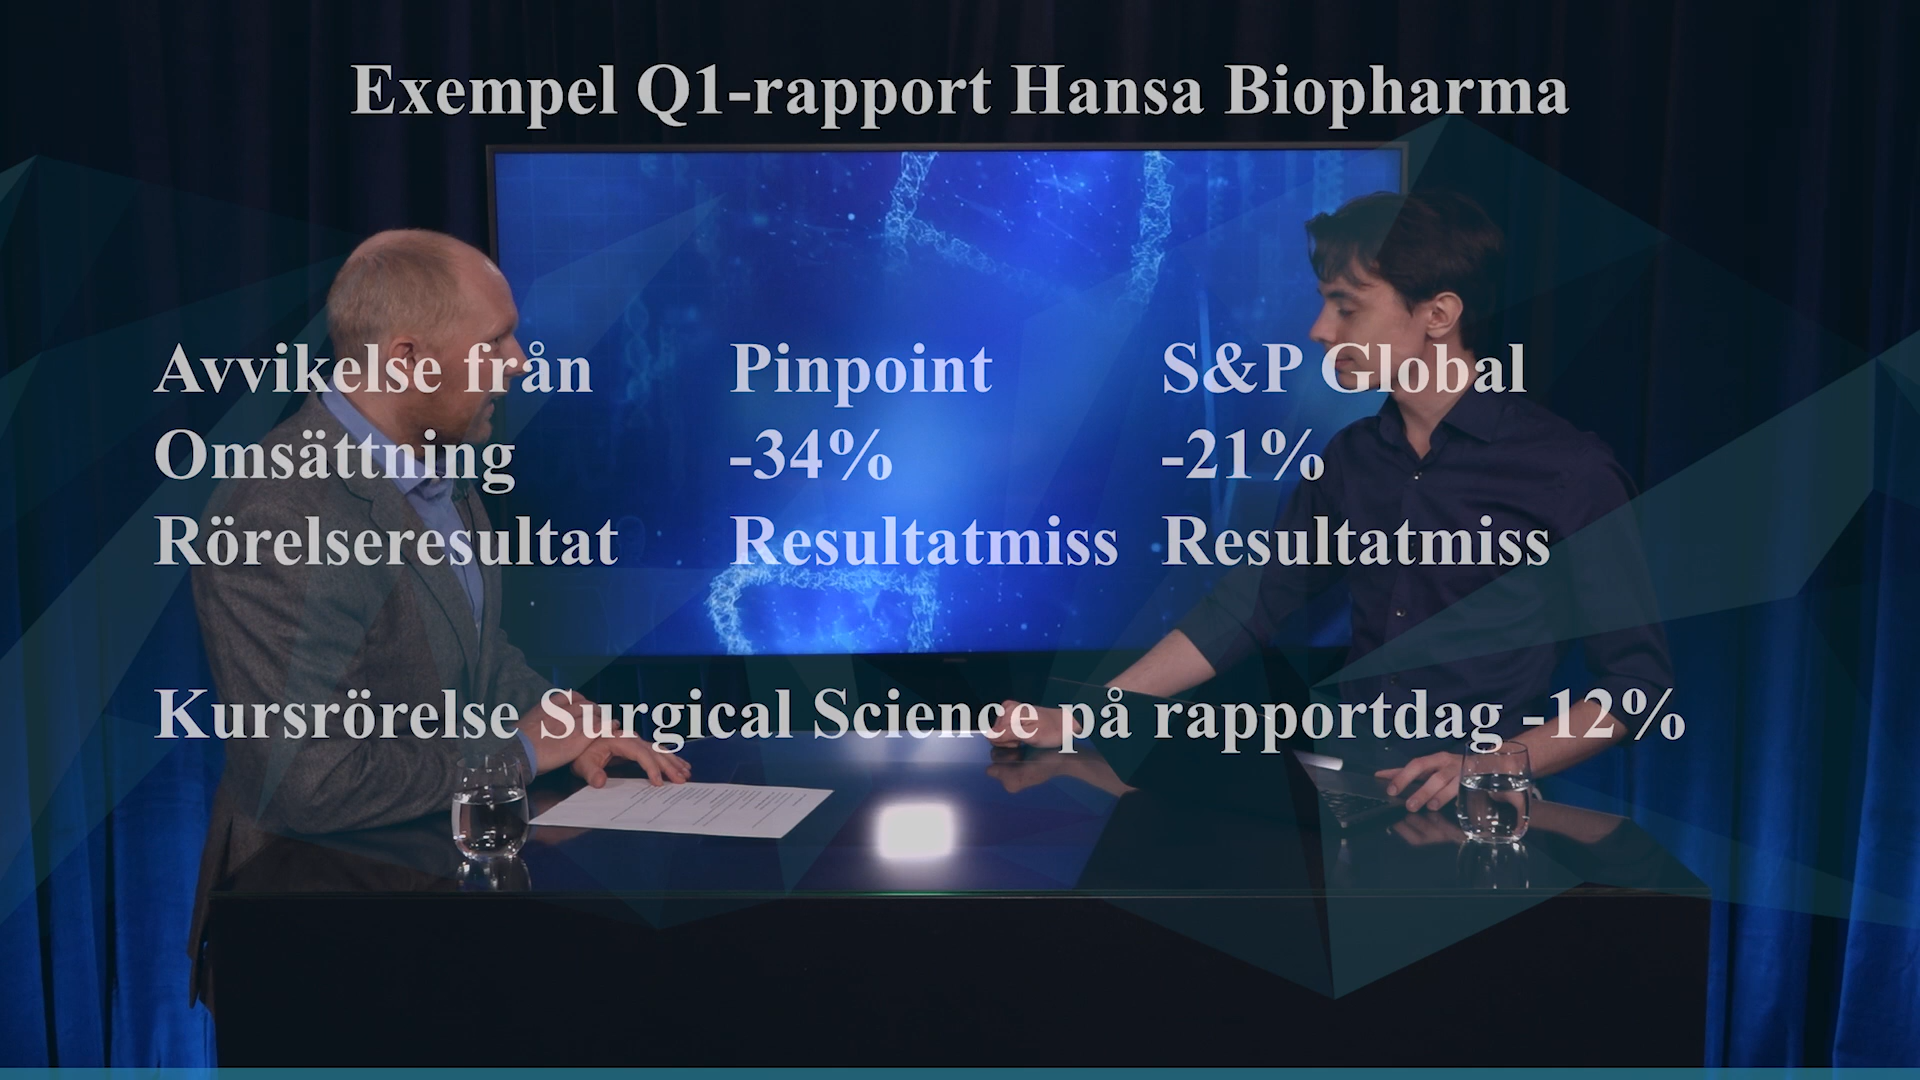 Exempel Q1-rapport Hansa Biopharma
Avvikelse från Pinpoint S&P Global
Omsättning -34% -21%
Rörelseresultat Resultatmiss Resultatmiss
Kursrörelse Surgical Science på rapportdag -12%